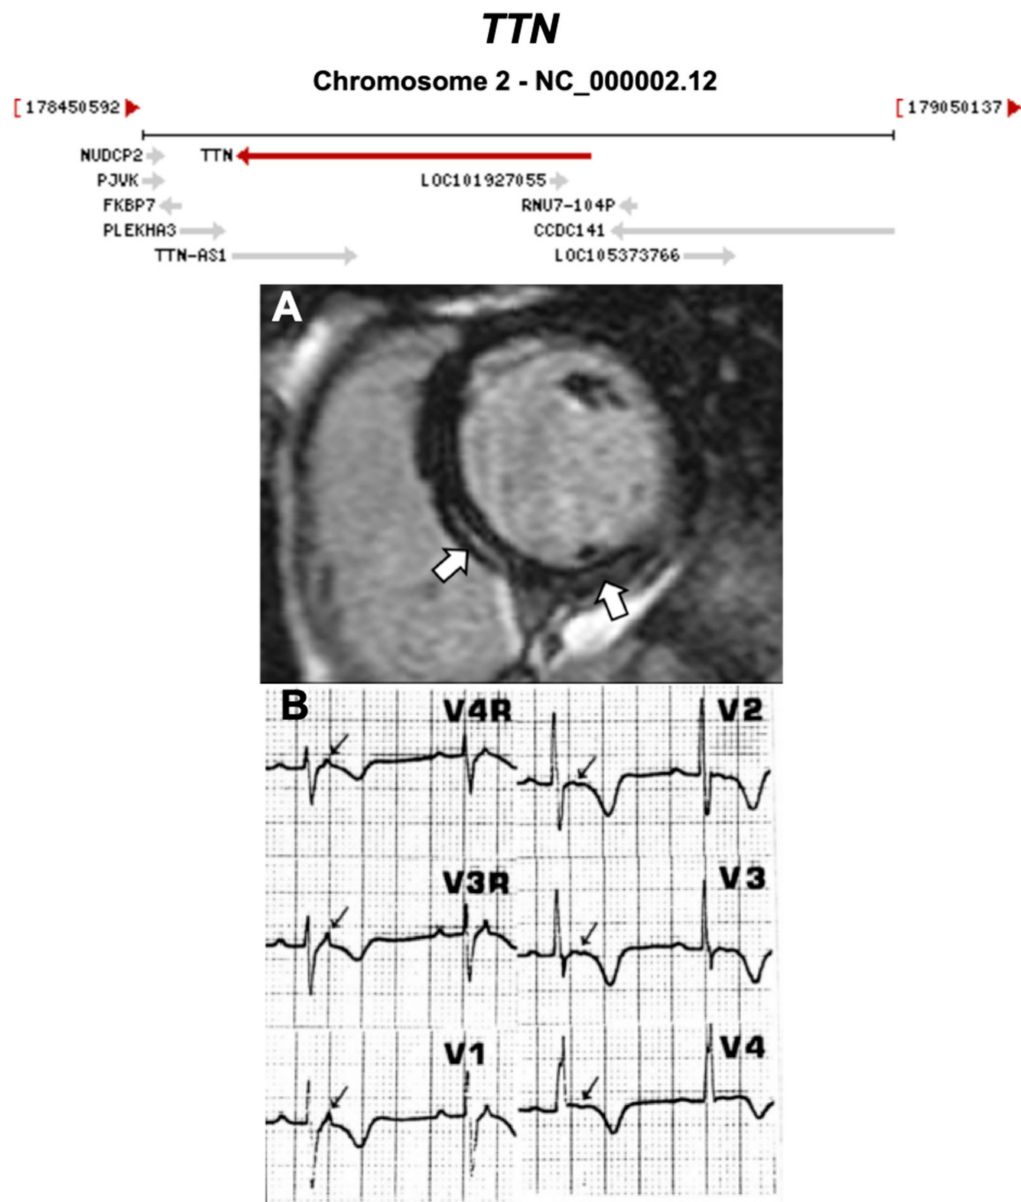 TTN
Chromosome 2 - NC_000002.12
[ 178450592
[ 179050137
NUDCP2
TTN
PJVK
LOC101927055
FKBP7
RNU7-104P
PLEKHA3
CCDC141
TTN-AS1
LOC105373766
A
B
V4R
V2
V3R
V3
V1
V4